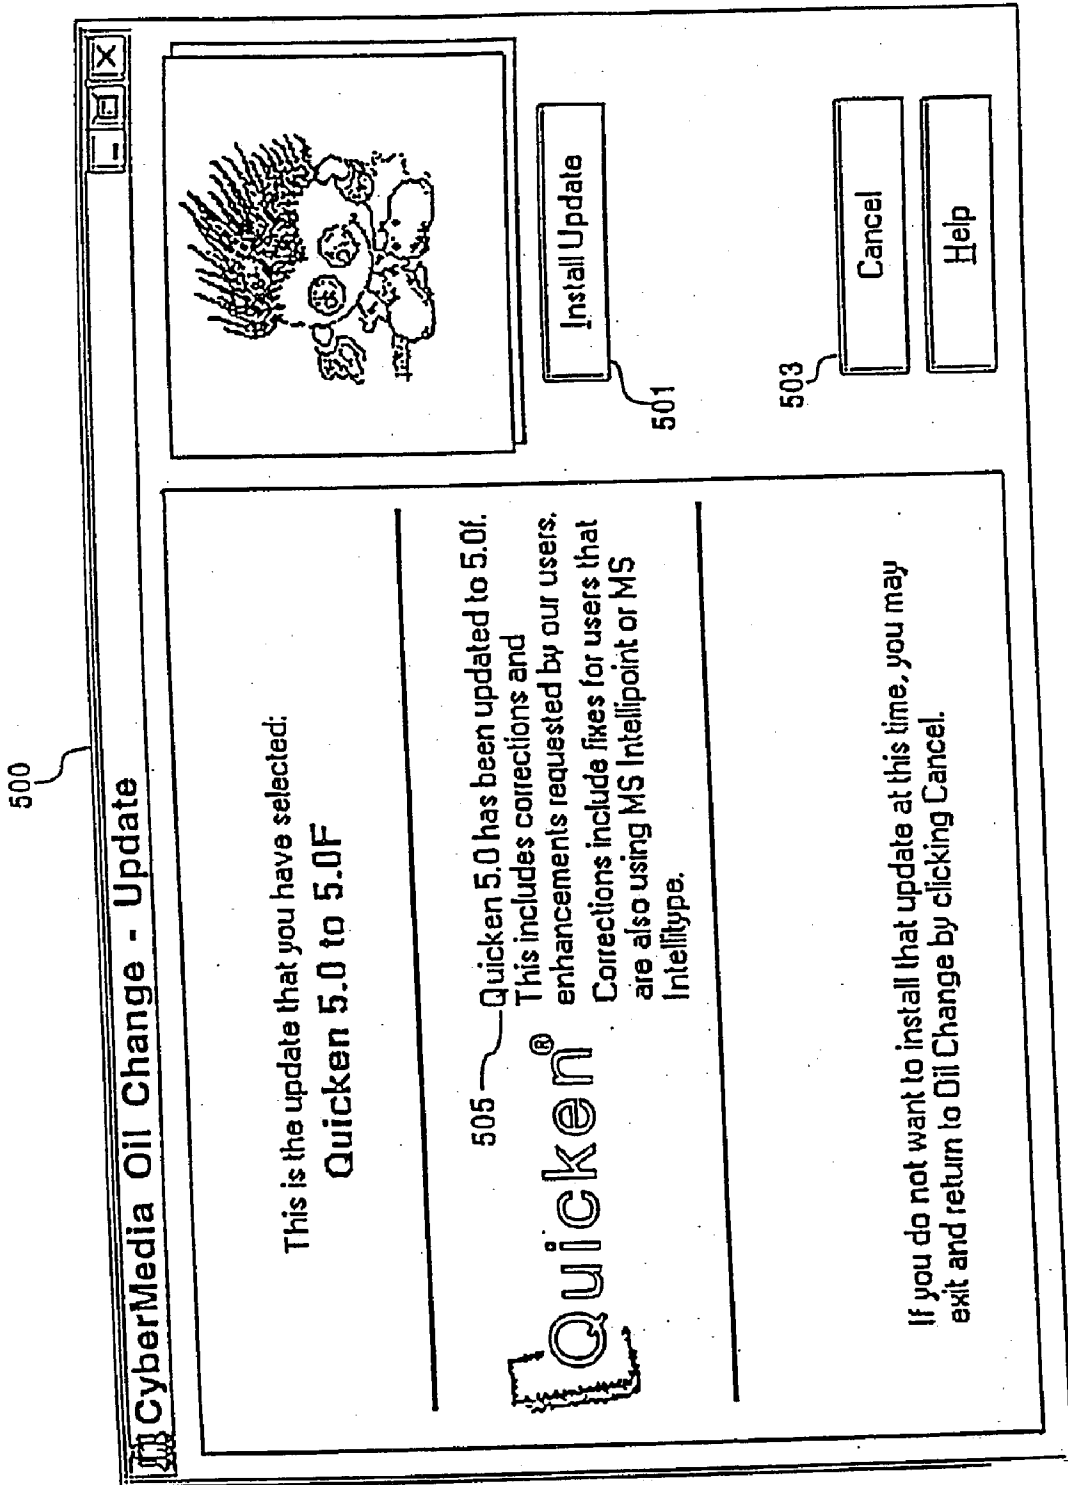 500
CyberMedia Oil Change - Update
This is the update that you have selected:
Quicken 5.0 to 5.0F
505
Quicken®
Quicken 5.0 has been updated to 5.0f.
This includes corrections and
enhancements requested by our users.
Corrections include fixes for users that
are also using MS Intellipoint or MS
Intellitype.
If you do not want to install that update at this time, you may
exit and return to Oil Change by clicking Cancel.
Install Update
501
503
Cancel
Help